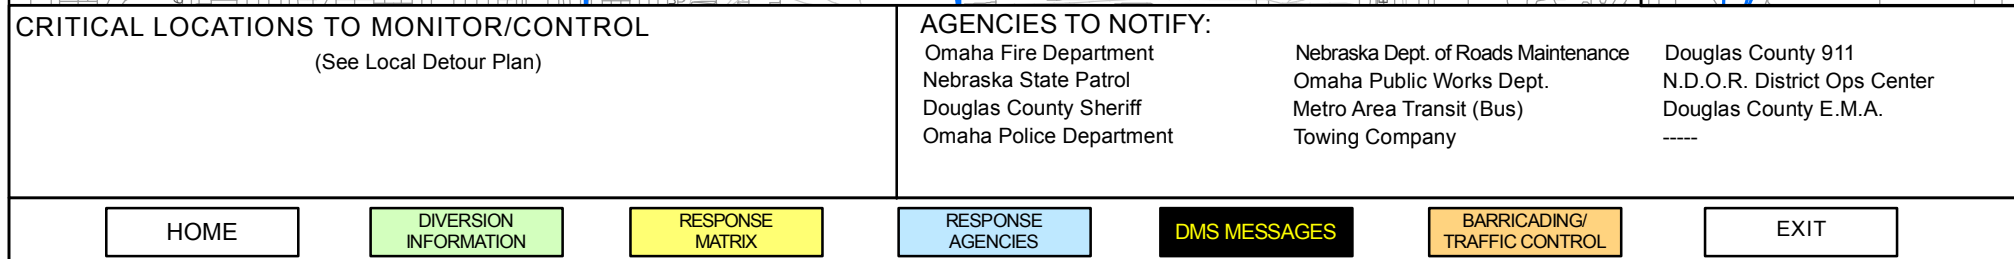 CRITICAL LOCATIONS TO MONITOR/CONTROL
(See Local Detour Plan)
AGENCIES TO NOTIFY:
Omaha Fire Department
Nebraska State Patrol
Douglas County Sheriff
Omaha Police Department
Nebraska Dept. of Roads Maintenance
Omaha Public Works Dept.
Metro Area Transit (Bus)
Towing Company
Douglas County 911
N.D.O.R. District Ops Center
Douglas County E.M.A.
-----
HOME
DIVERSION
INFORMATION
RESPONSE
MATRIX
RESPONSE
AGENCIES
DMS MESSAGES
BARRICADING/
TRAFFIC CONTROL
EXIT